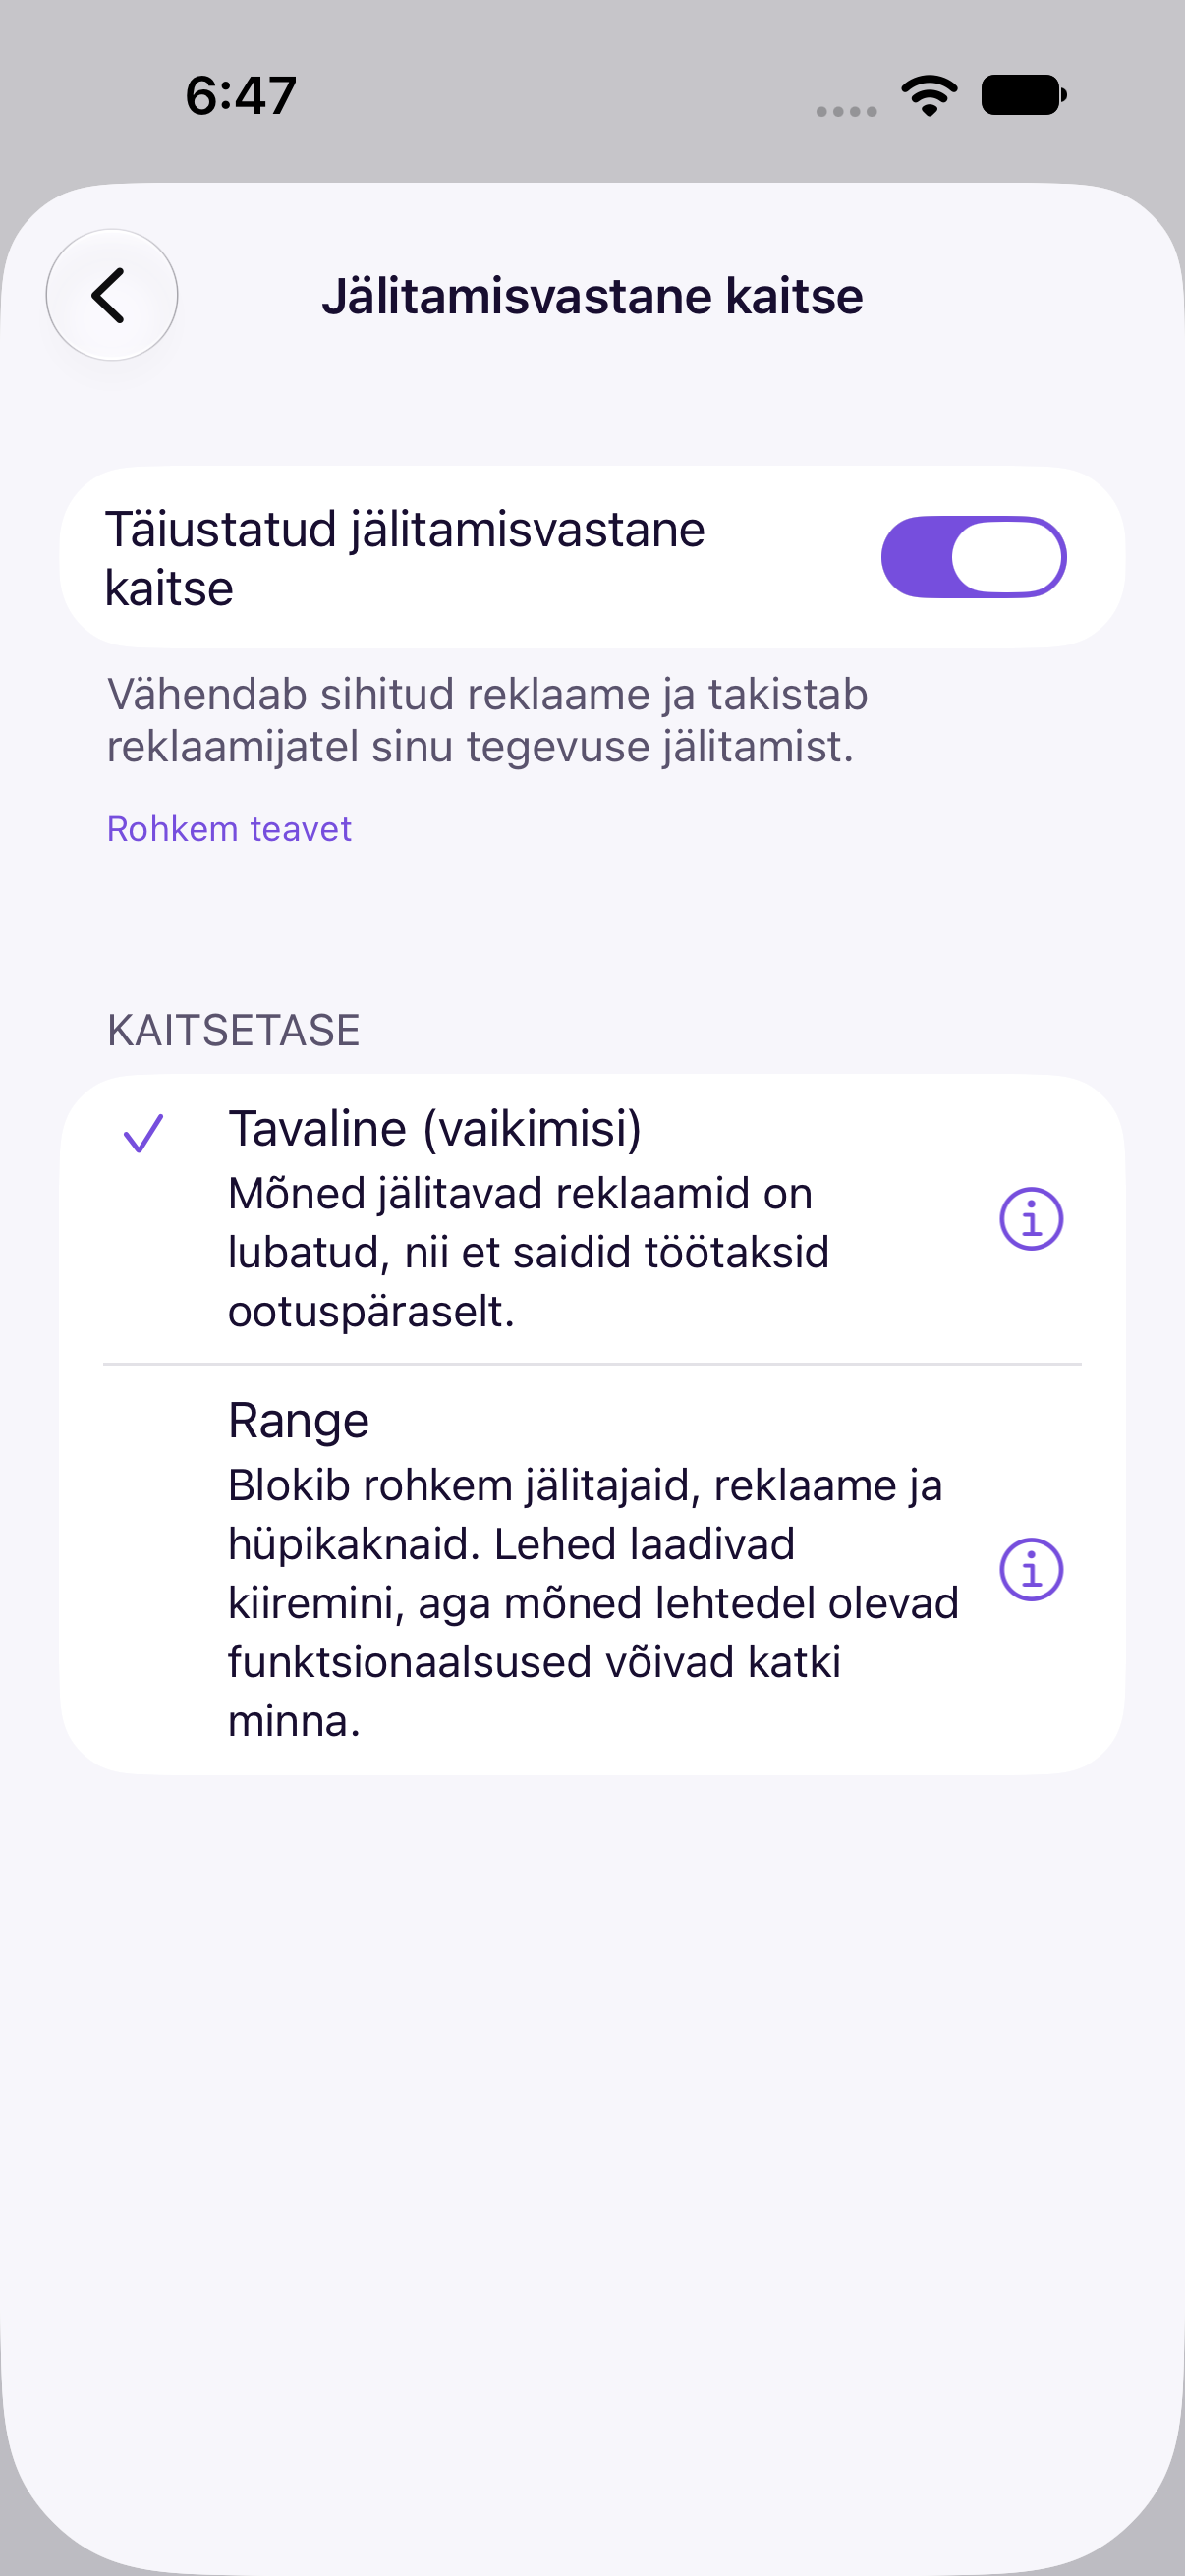 6:47
Jälitamisvastane kaitse
Täiustatud jälitamisvastane
kaitse
Vähendab sihitud reklaame ja takistab
reklaamijatel sinu tegevuse jälitamist.
Rohkem teavet
KAITSETASE
Tavaline (vaikimisi)
Mõned jälitavad reklaamid on
lubatud, nii et saidid töötaksid
ootuspäraselt.
Range
Blokib rohkem jälitajaid, reklaame ja
hüpikaknaid. Lehed laadivad
kiiremini, aga mõned lehtedel olevad
funktsionaalsused võivad katki
minna.